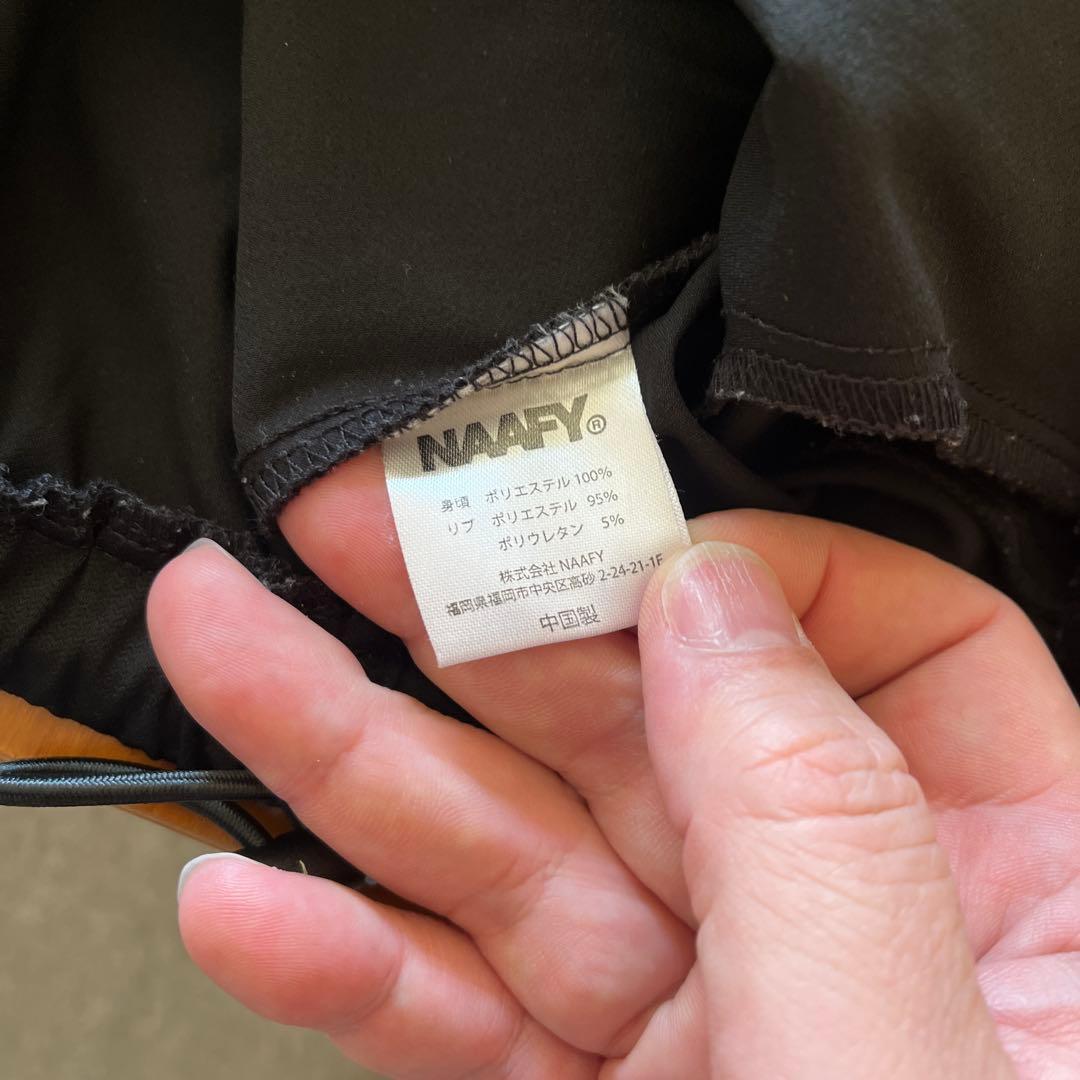 NAAFY®
身頃 ポリエステル 100%
リブ ポリエステル 95%
ポリウレタン 5%
株式会社 NAAFY
福岡県福岡市中央区高砂 2-24-21-1F
中国製